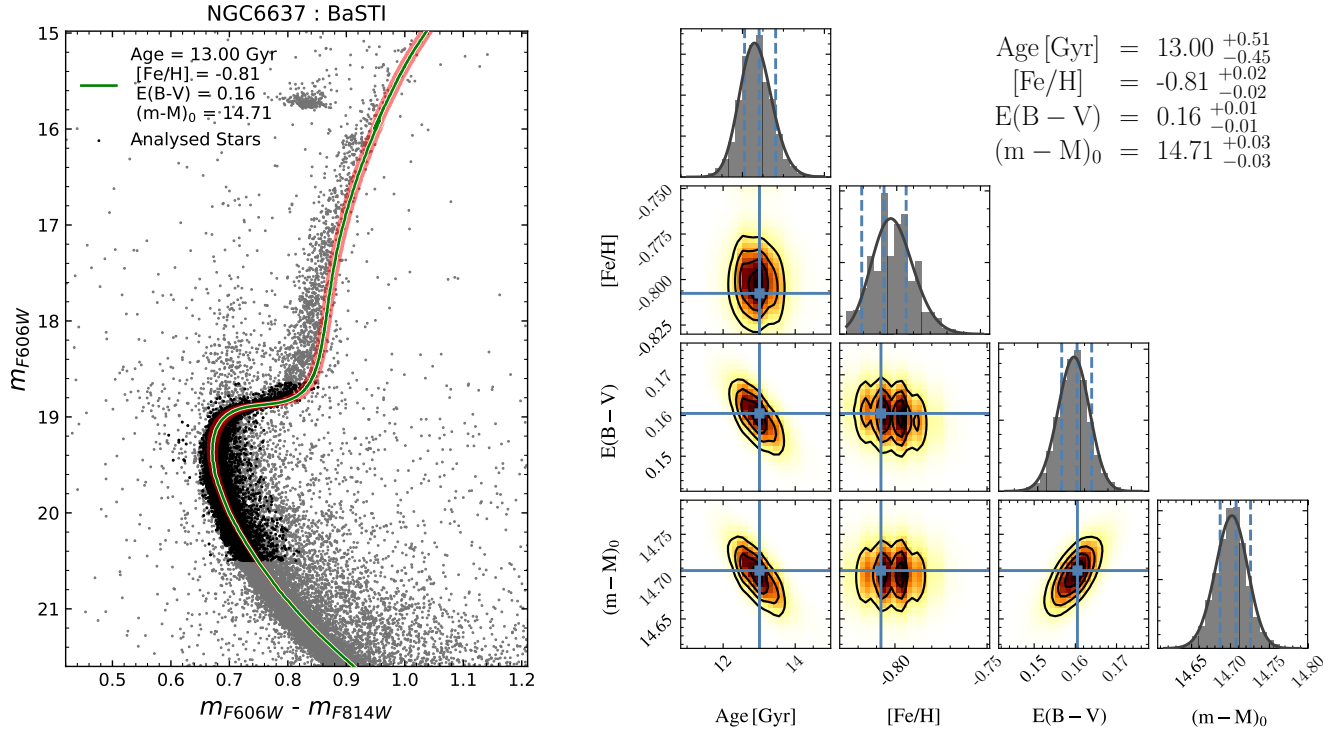 NGC6637 : BaSTI
Age = 13.00 Gyr
[Fe/H] = -0.81
E(B-V) = 0.16
(m-M)₀ = 14.71
Analysed Stars
15
16
17
18
19
20
21
m_F606W
0.5 0.6 0.7 0.8 0.9 1.0 1.1 1.2
m_F606W - m_F814W
Age [Gyr] = 13.00 +0.51 -0.45
[Fe/H] = -0.81 +0.02 -0.02
E(B − V) = 0.16 +0.01 -0.01
(m − M)₀ = 14.71 +0.03 -0.03
[Fe/H]
-0.750
-0.775
-0.800
-0.825
E(B − V)
0.17
0.16
0.15
(m − M)₀
14.75
14.70
14.65
12 14
-0.80 -0.75
0.15 0.16 0.17
14.65 14.70 14.75 14.80
Age [Gyr]
[Fe/H]
E(B − V)
(m − M)₀